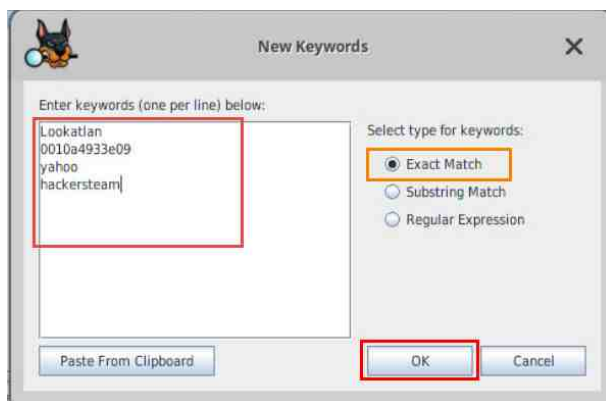 New Keywords
Enter keywords (one per line) below:
Lookatlan
0010a4933e09
yahoo
hackersteam
Select type for keywords:
Exact Match
Substring Match
Regular Expression
Paste From Clipboard
OK
Cancel